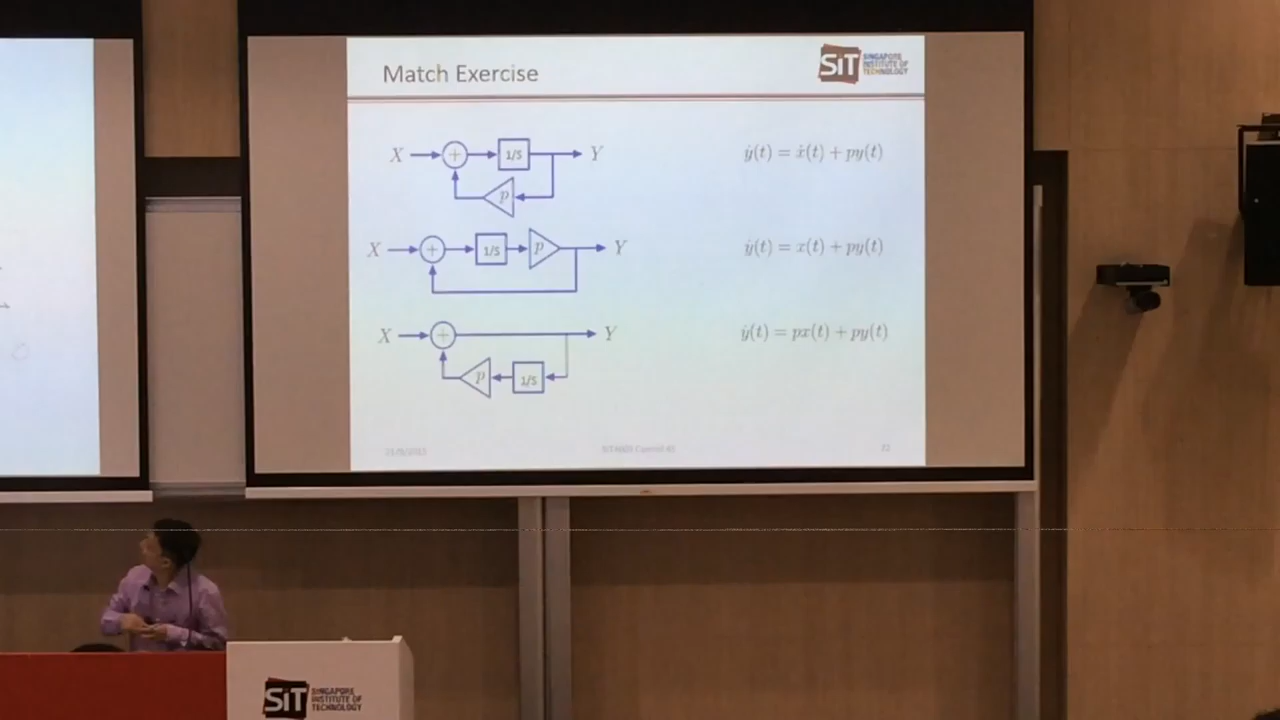 Match Exercise
SiT SINGAPORE
INSTITUTE OF
TECHNOLOGY
X + 1/S Y
p
ẏ(t) = ẋ(t) + py(t)
X + 1/S p Y
ẏ(t) = x(t) + py(t)
X + Y
p 1/S
ẏ(t) = px(t) + py(t)
SiT SINGAPORE
INSTITUTE OF
TECHNOLOGY